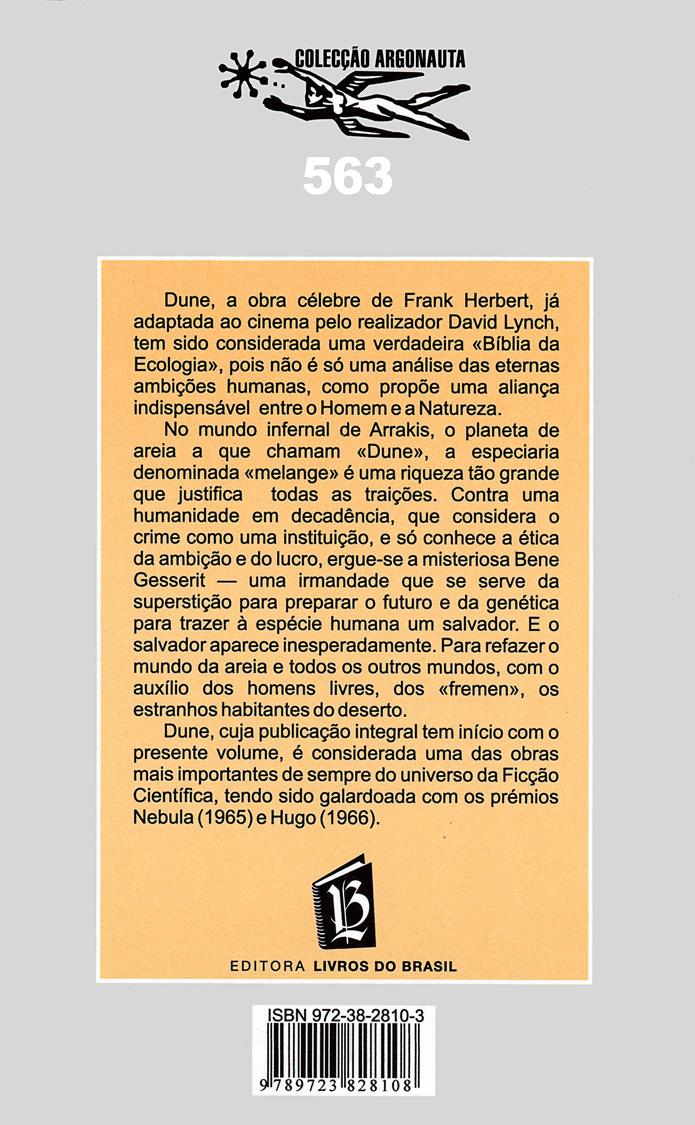 COLECÇÃO ARGONAUTA
563
Dune, a obra célebre de Frank Herbert, já
adaptada ao cinema pelo realizador David Lynch,
tem sido considerada uma verdadeira «Bíblia da
Ecologia», pois não é só uma análise das eternas
ambições humanas, como propõe uma aliança
indispensável entre o Homem e a Natureza.
No mundo infernal de Arrakis, o planeta de
areia a que chamam «Dune», a especiaria
denominada «melange» é uma riqueza tão grande
que justifica todas as traições. Contra uma
humanidade em decadência, que considera o
crime como uma instituição, e só conhece a ética
da ambição e do lucro, ergue-se a misteriosa Bene
Gesserit — uma irmandade que se serve da
superstição para preparar o futuro e da genética
para trazer à espécie humana um salvador. E o
salvador aparece inesperadamente. Para refazer o
mundo da areia e todos os outros mundos, com o
auxílio dos homens livres, dos «fremen», os
estranhos habitantes do deserto.
Dune, cuja publicação integral tem início com o
presente volume, é considerada uma das obras
mais importantes de sempre do universo da Ficção
Científica, tendo sido galardoada com os prémios
Nebula (1965) e Hugo (1966).
LB
EDITORA LIVROS DO BRASIL
ISBN 972-38-2810-3
9 789723 828108